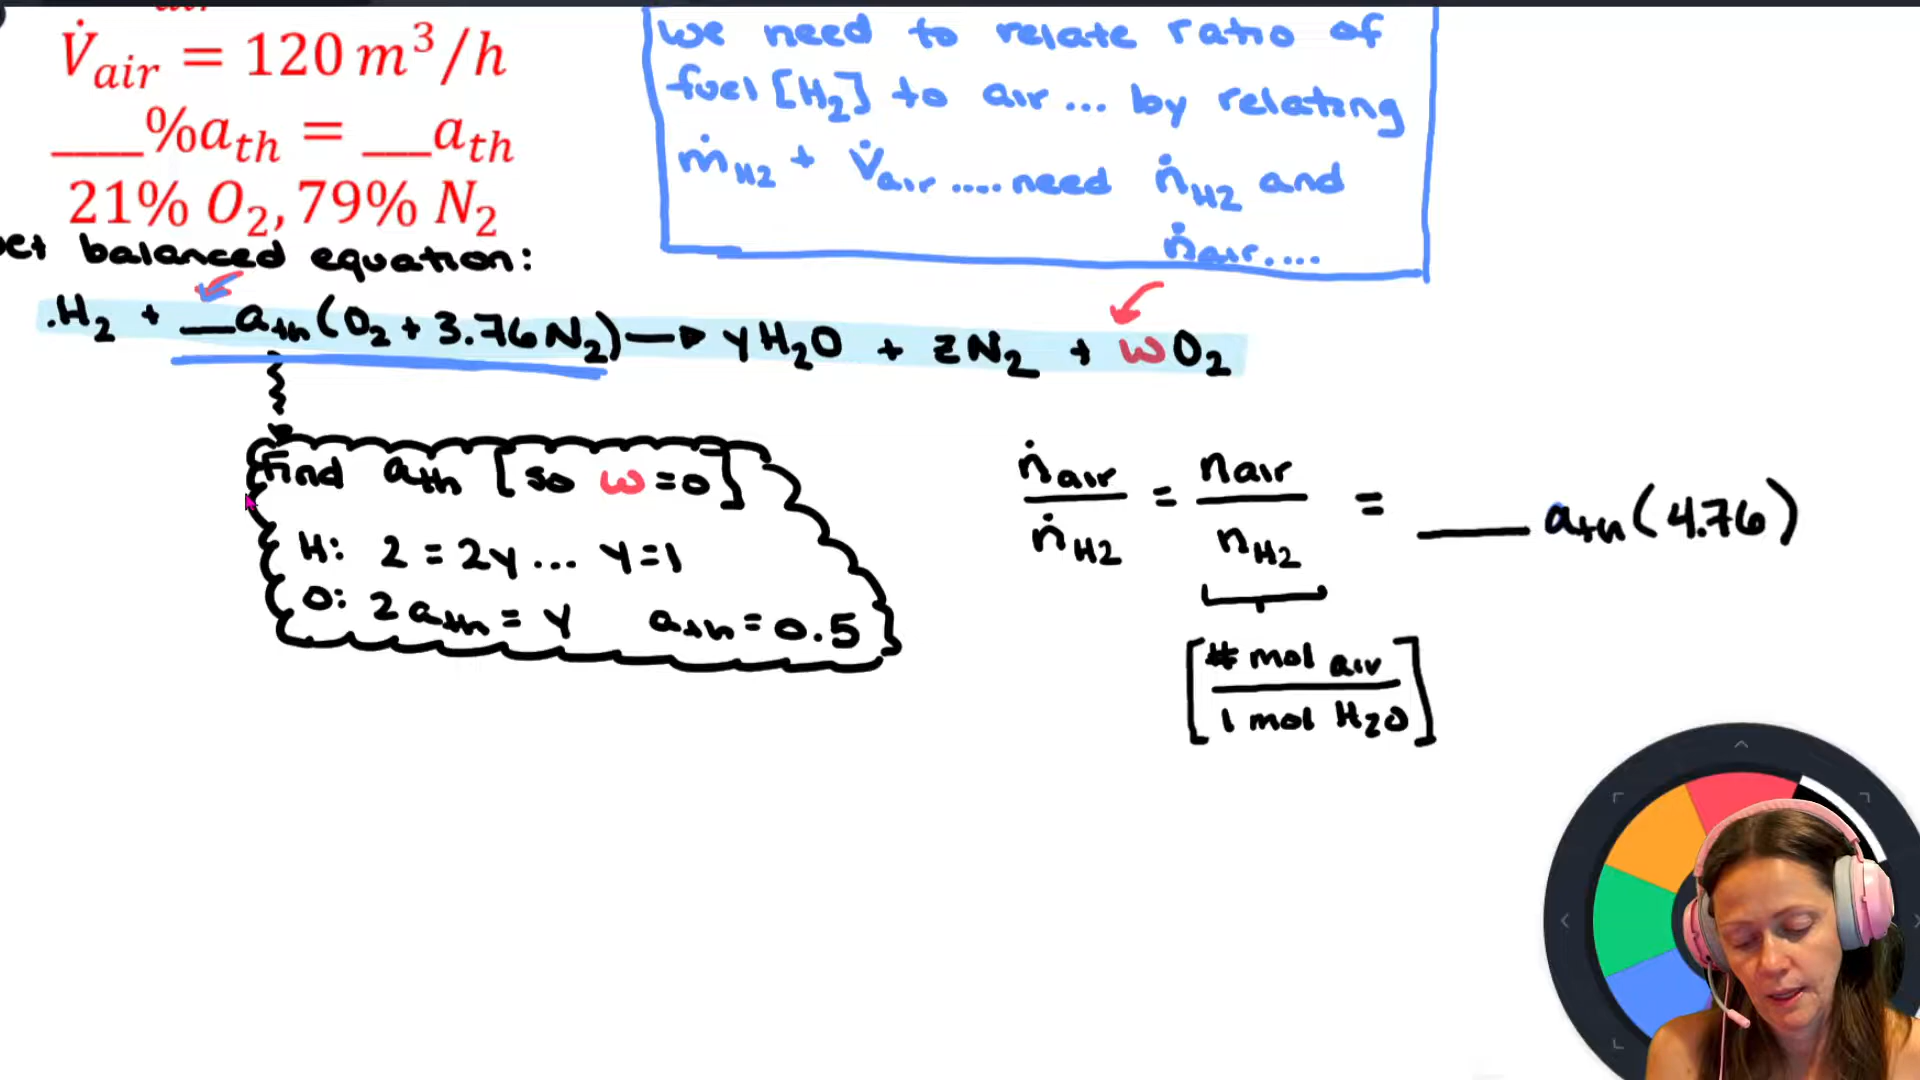 V̇air = 120 m³/h
____%ath = ___ath
21% O₂, 79% N₂
we need to relate ratio of
fuel [H₂] to air ... by relating
ṁH2 + V̇air .... need ṅH2 and
ṅair....
balanced equation:
H₂ + __ath(O₂ + 3.76N₂) → yH₂O + zN₂ + wO₂
find ath [so w=0]
H: 2 = 2y ... y=1
O: 2ath = y ath = 0.5
ṅair/ṅH2 = nair/nH2 = ____ ath(4.76)
[# mol air / 1 mol H₂O]